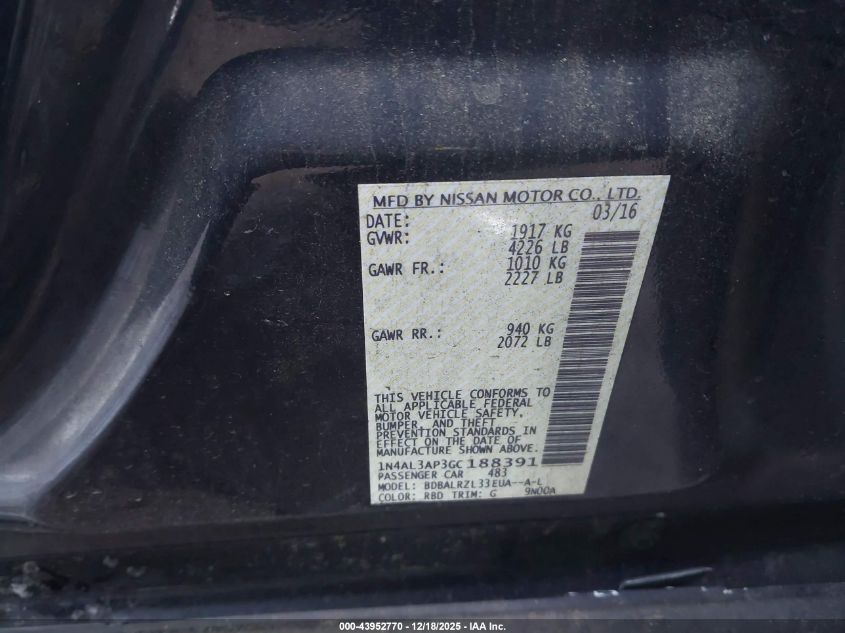 MFD BY NISSAN MOTOR CO., LTD.
DATE: 03/16
GVWR: 1917 KG
4226 LB
GAWR FR.: 1010 KG
2227 LB
GAWR RR.: 940 KG
2072 LB
THIS VEHICLE CONFORMS TO
ALL APPLICABLE FEDERAL
MOTOR VEHICLE SAFETY,
BUMPER, AND THEFT
PREVENTION STANDARDS IN
EFFECT ON THE DATE OF
MANUFACTURE SHOWN ABOVE.
1N4AL3AP3GC188391
PASSENGER CAR 483
MODEL: BDBALRZL33EUA--A-L
COLOR: RBD TRIM: G 9N00A
000-43952770 - 12/18/2025 - IAA Inc.